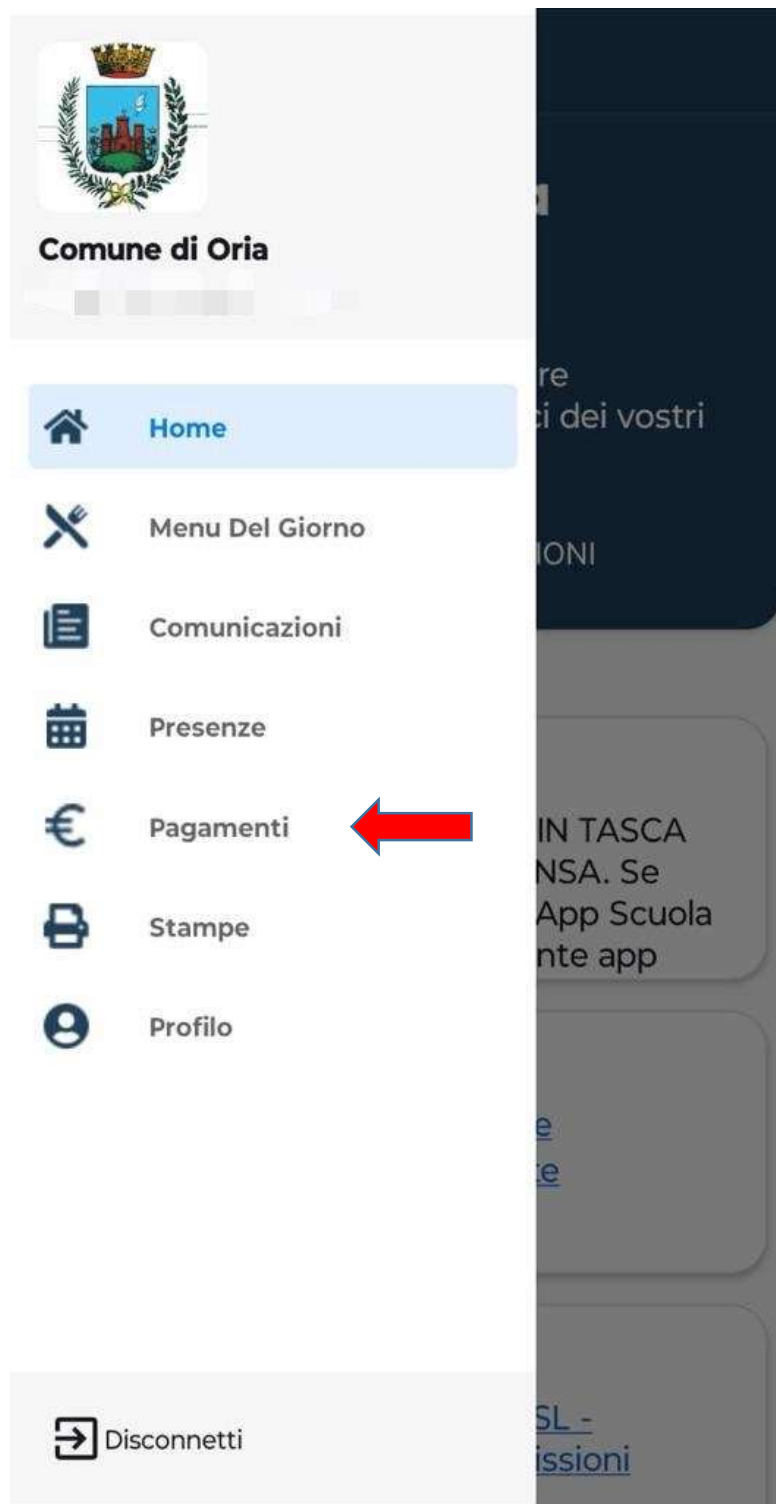 Comune di Oria
Home
Menu Del Giorno
Comunicazioni
Presenze
Pagamenti
Stampe
Profilo
Disconnetti
re
dei vostri
IONI
IN TASCA
NSA. Se
App Scuola
nte app
e
te
SL -
issioni